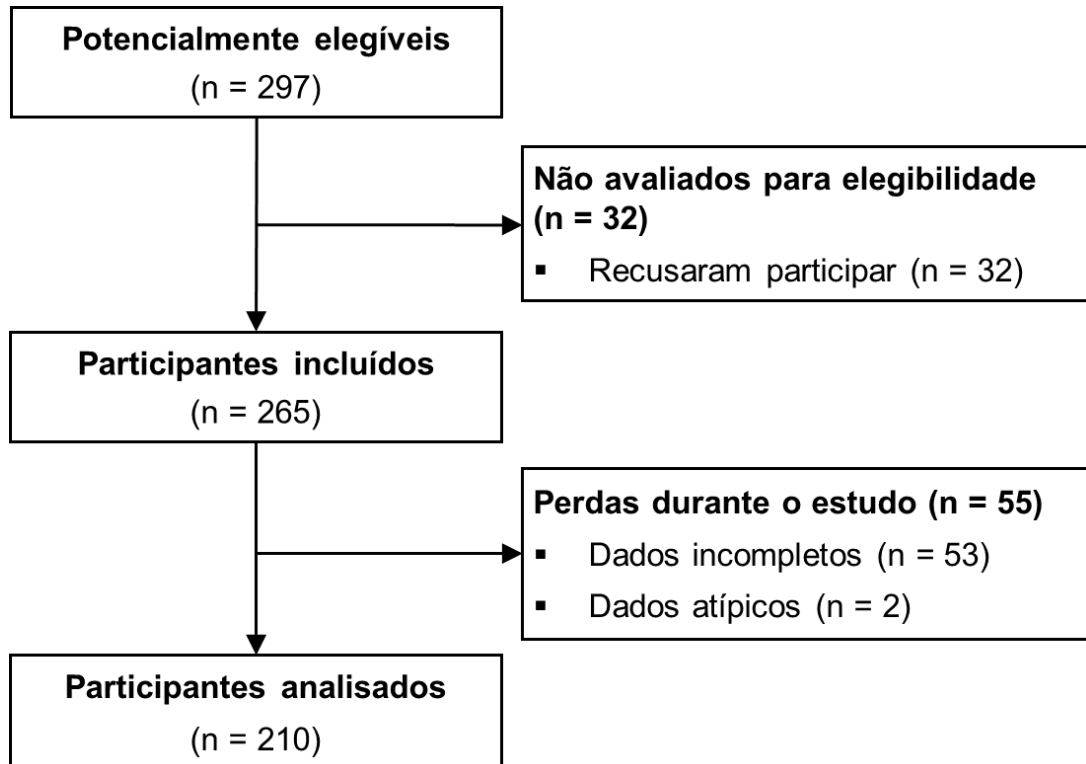 Potencialmente elegíveis
(n = 297)
Não avaliados para elegibilidade
(n = 32)
▪ Recusaram participar (n = 32)
Participantes incluídos
(n = 265)
Perdas durante o estudo (n = 55)
▪ Dados incompletos (n = 53)
▪ Dados atípicos (n = 2)
Participantes analisados
(n = 210)